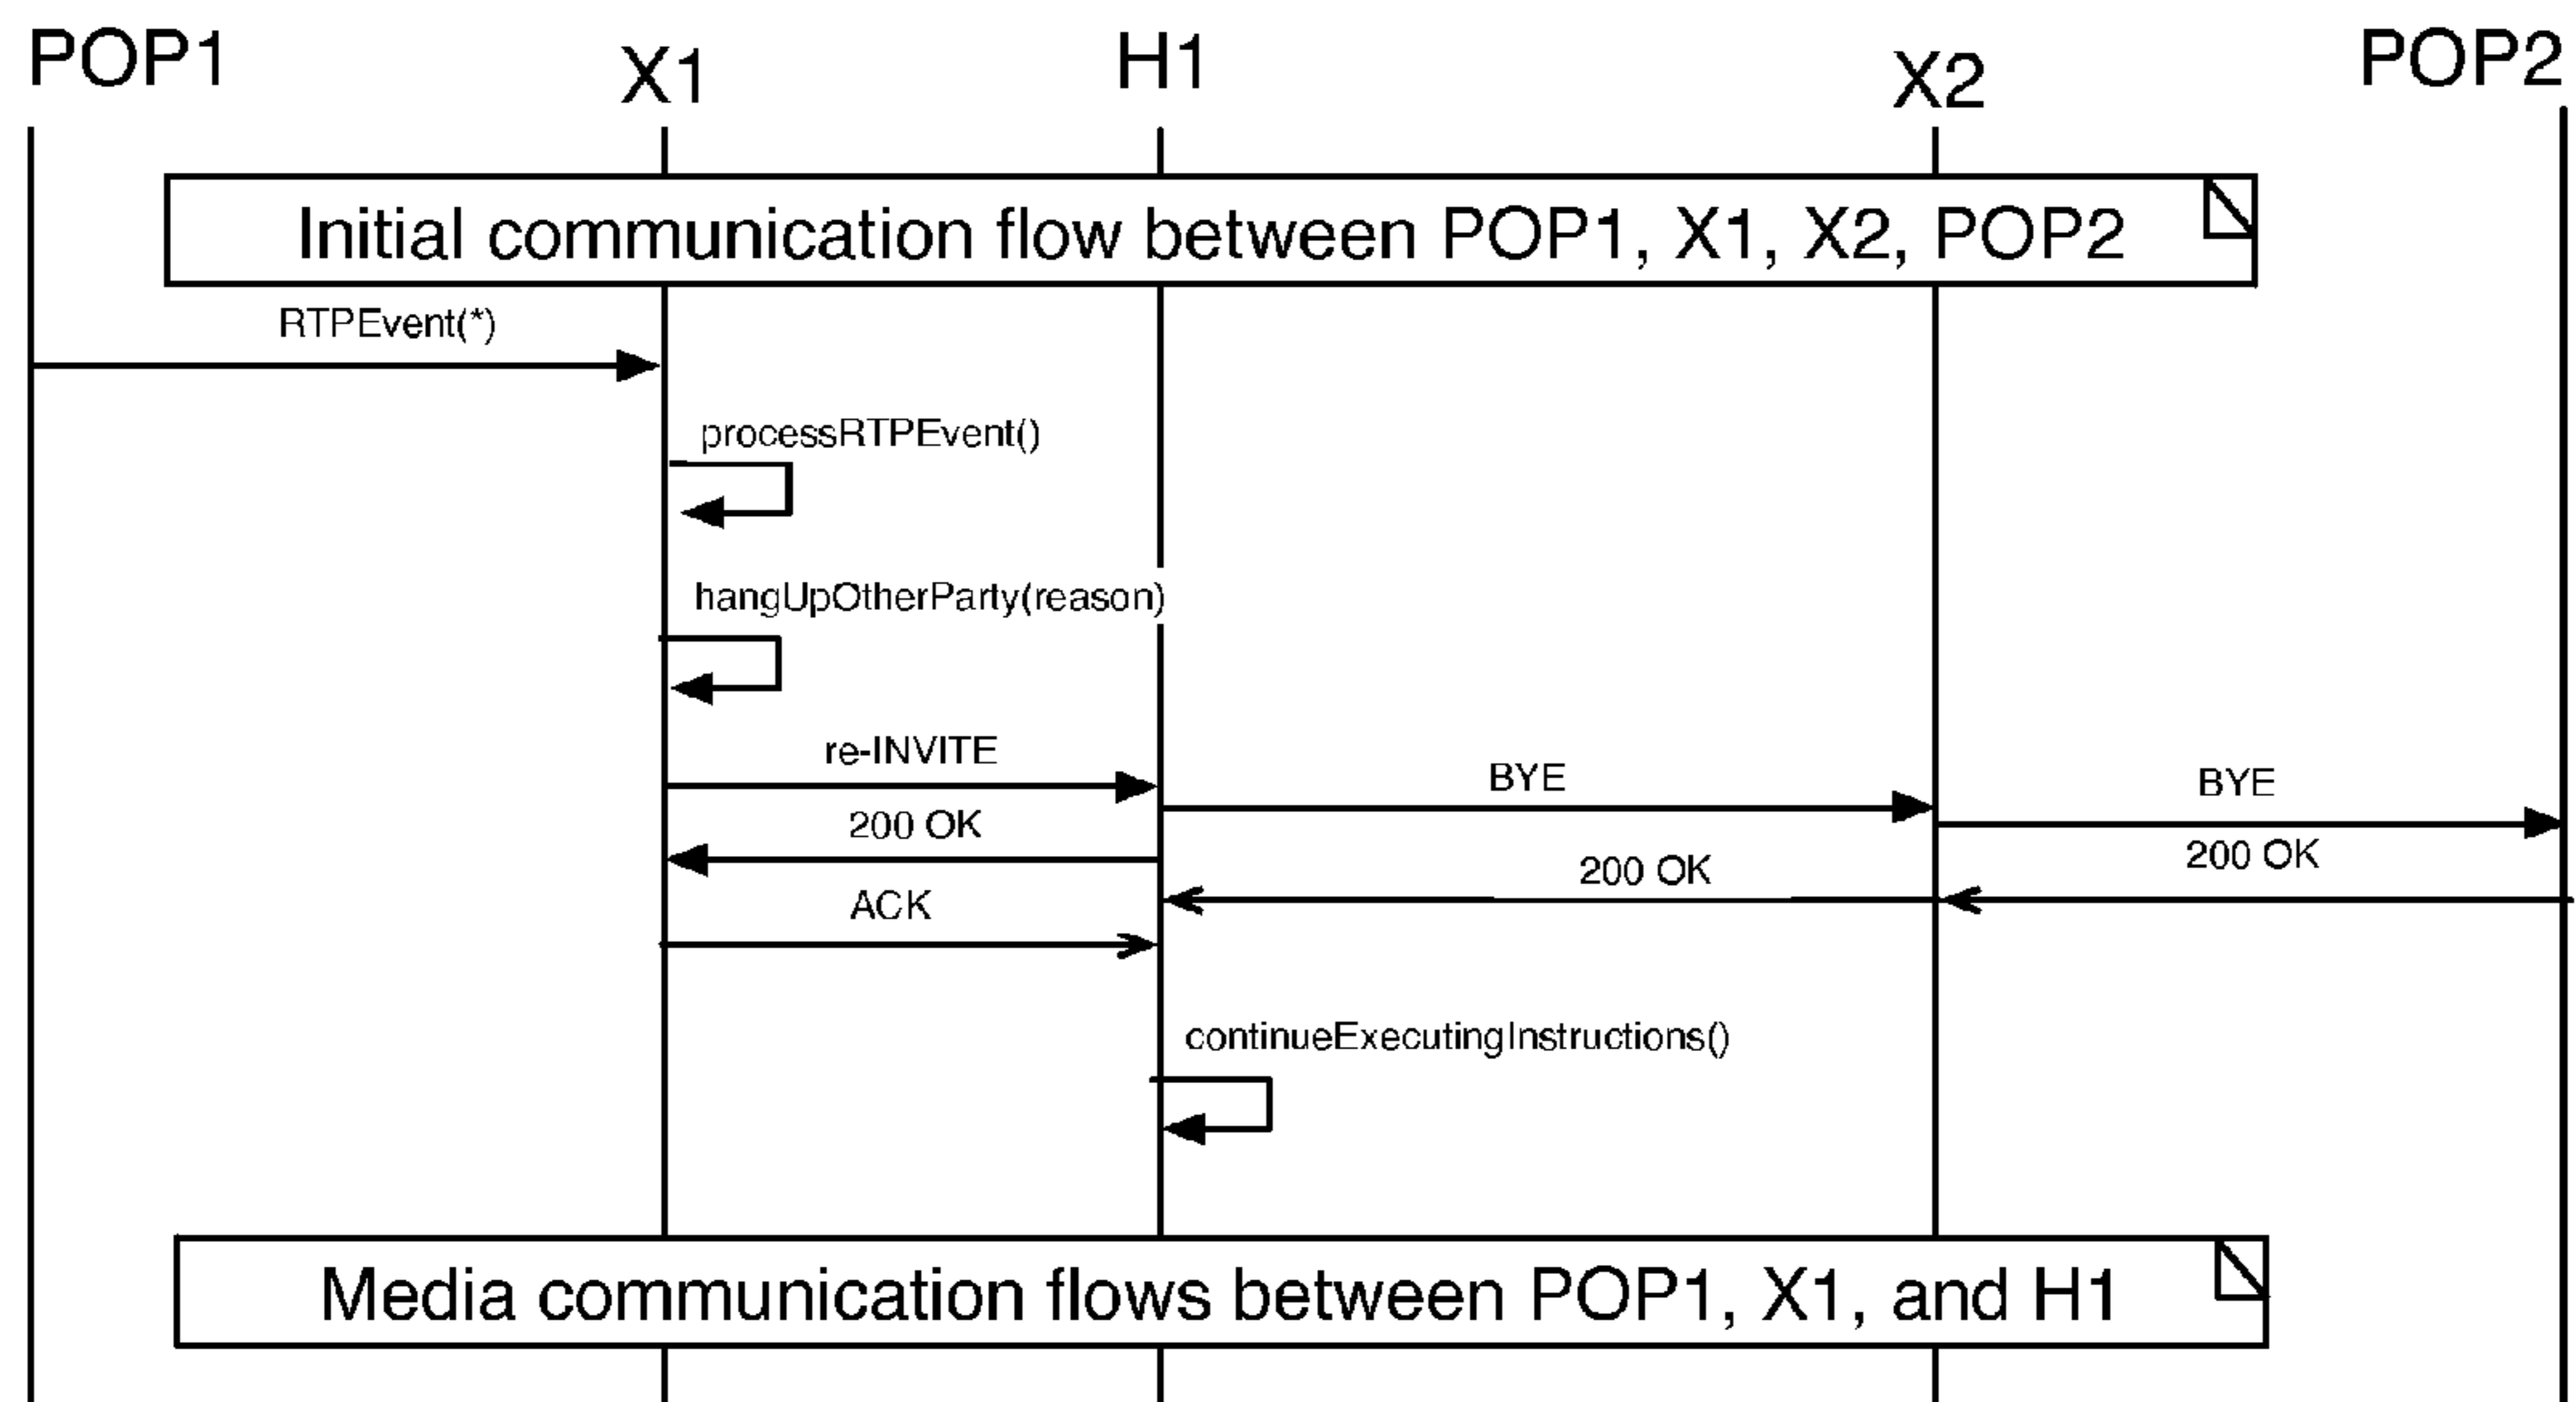 POP1
X1
H1
X2
POP2
Initial communication flow between POP1, X1, X2, POP2
RTPEvent(*)
processRTPEvent()
hangUpOtherParty(reason)
re-INVITE
BYE
BYE
200 OK
200 OK
200 OK
ACK
continueExecutingInstructions()
Media communication flows between POP1, X1, and H1